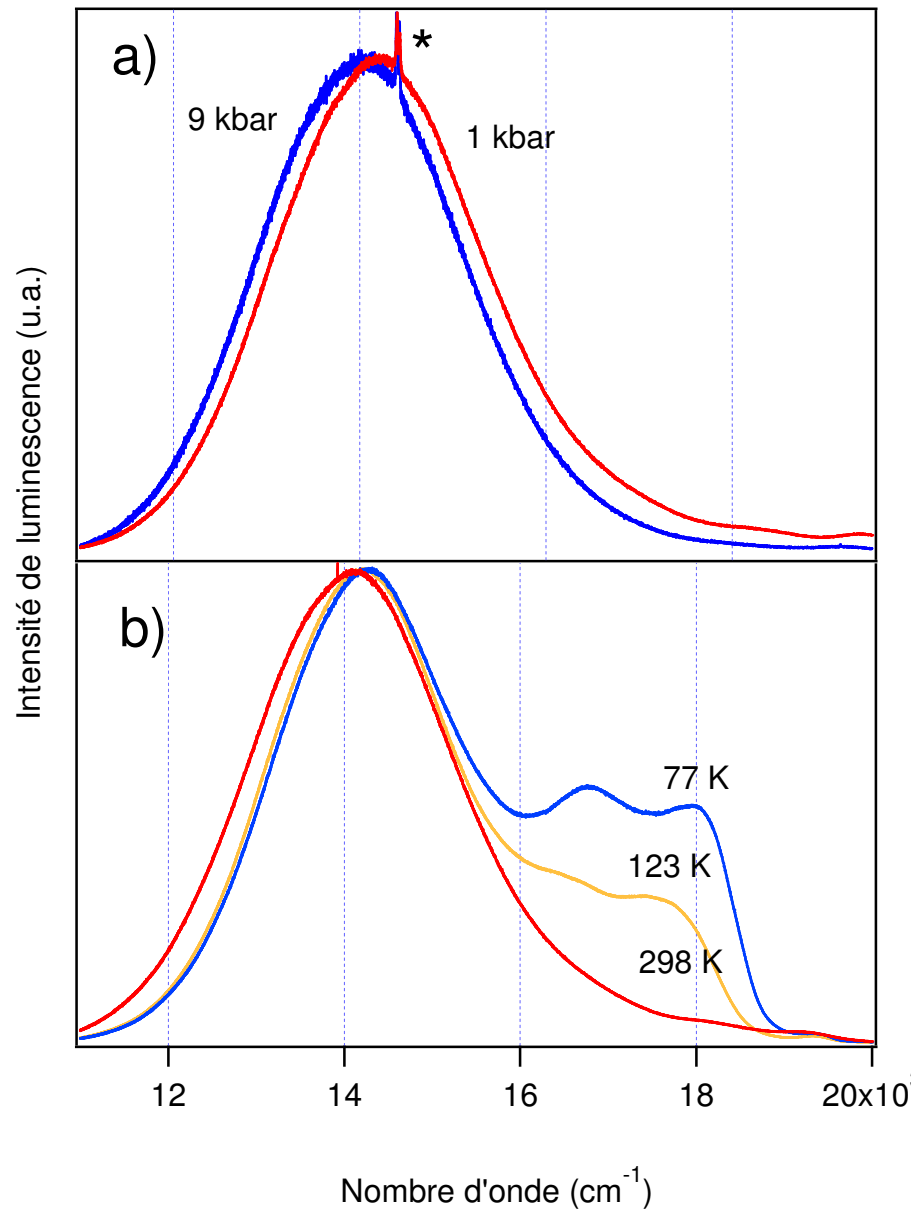 a)
*
9 kbar
1 kbar
Intensité de luminescence (u.a.)
b)
77 K
123 K
298 K
12
14
16
18
20x10
Nombre d'onde (cm-1)